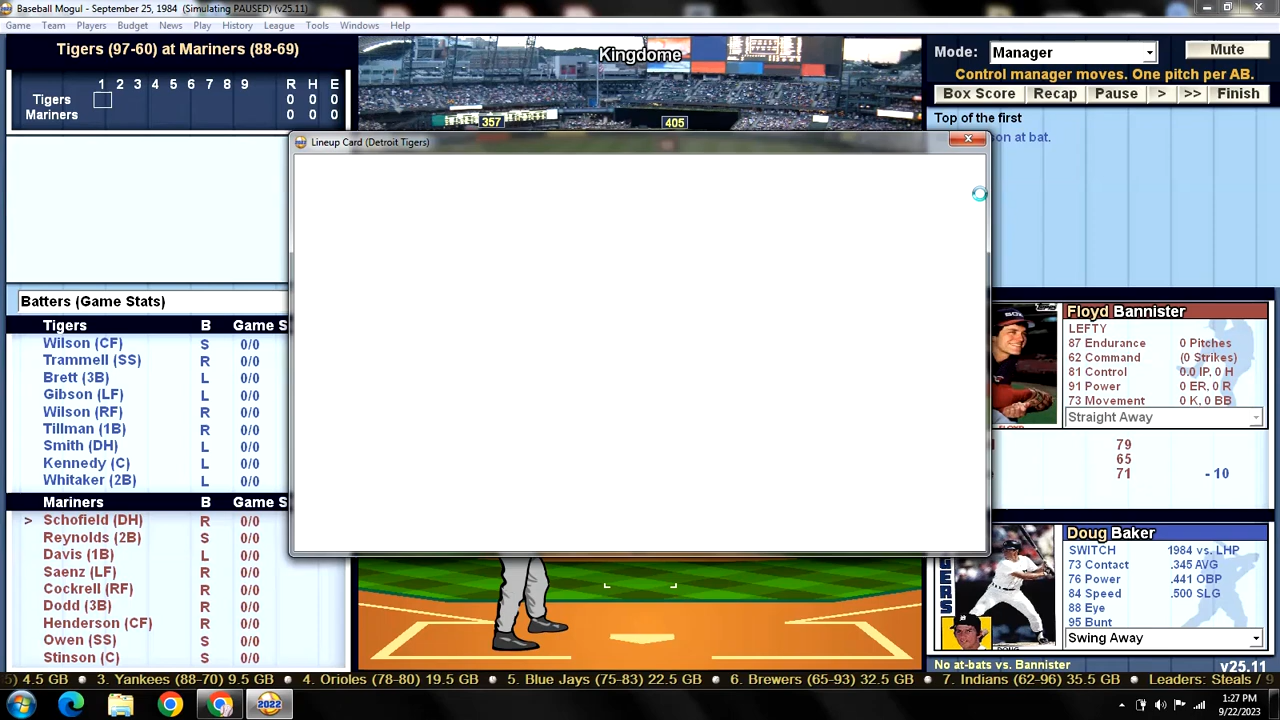 Baseball Mogul - September 25, 1984 (Simulating PAUSED) (v25.11)
Game Team Players Budget News Play History League Tools Windows Help
Tigers (97-60) at Mariners (88-69)
1 2 3 4 5 6 7 8 9 R H E
Tigers 0 0 0
Mariners 0 0 0
Kingdome
357
405
Mode: Manager Mute
Control manager moves. One pitch per AB.
Box Score Recap Pause > >> Finish
Top of the first
on at bat.
Lineup Card (Detroit Tigers)
Batters (Game Stats)
Tigers B Game S
Wilson (CF) S 0/0
Trammell (SS) R 0/0
Brett (3B) L 0/0
Gibson (LF) L 0/0
Wilson (RF) R 0/0
Tillman (1B) R 0/0
Smith (DH) L 0/0
Kennedy (C) L 0/0
Whitaker (2B) L 0/0
Mariners B Game S
> Schofield (DH) R 0/0
Reynolds (2B) S 0/0
Davis (1B) L 0/0
Saenz (LF) R 0/0
Cockrell (RF) R 0/0
Dodd (3B) R 0/0
Henderson (CF) R 0/0
Owen (SS) S 0/0
Stinson (C) S 0/0
Floyd Bannister
LEFTY
87 Endurance 0 Pitches
62 Command (0 Strikes)
81 Control 0.0 IP, 0 H
91 Power 0 ER, 0 R
73 Movement 0 K, 0 BB
Straight Away
79
65
71 - 10
Doug Baker
SWITCH 1984 vs. LHP
73 Contact .345 AVG
76 Power .441 OBP
84 Speed .500 SLG
88 Eye
95 Bunt
Swing Away
No at-bats vs. Bannister v25.11
5) 4.5 GB 3. Yankees (88-70) 9.5 GB 4. Orioles (78-80) 19.5 GB 5. Blue Jays (75-83) 22.5 GB 6. Brewers (65-93) 32.5 GB 7. Indians (62-96) 35.5 GB Leaders: Steals / 9
2022
1:27 PM
9/22/2023